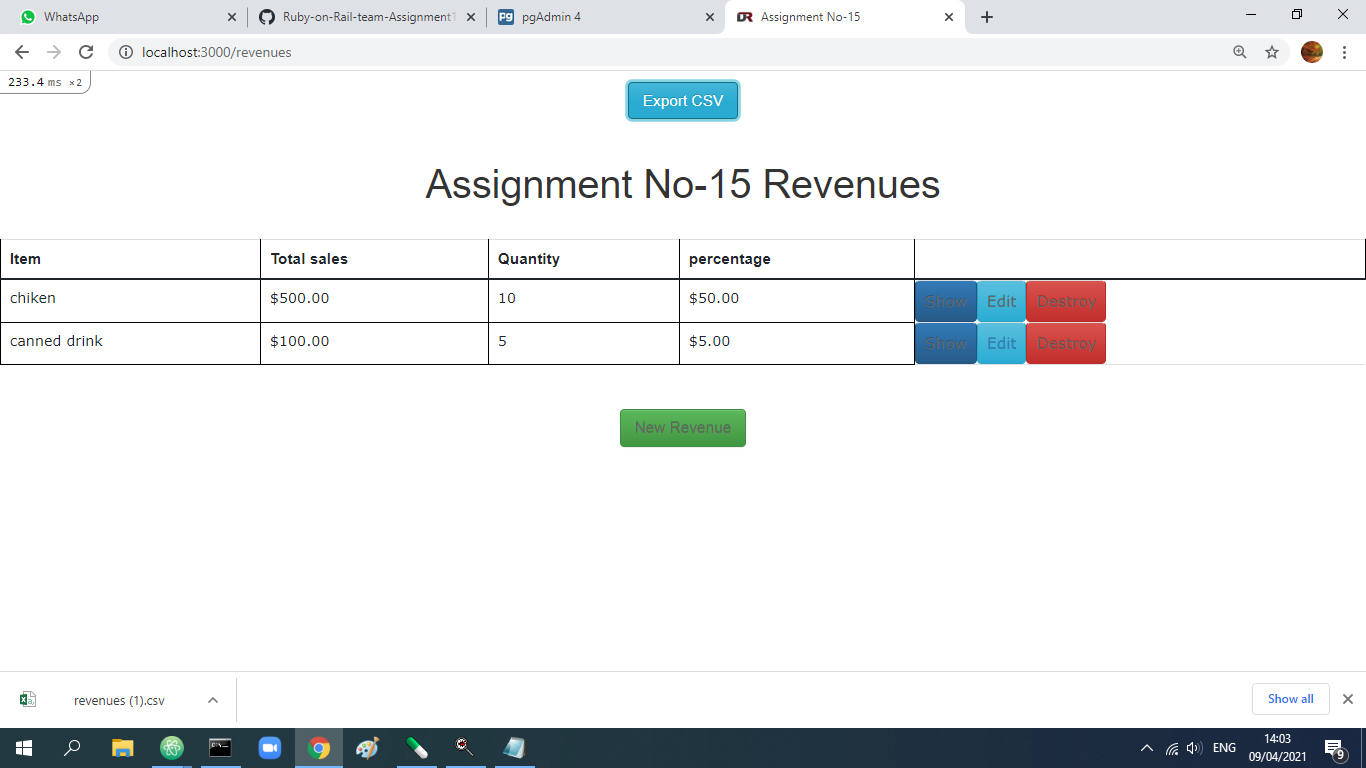 WhatsApp Ruby-on-Rail-team-Assignment1 pgAdmin 4 Assignment No-15
localhost:3000/revenues
233.4 ms ×2
Export CSV
Assignment No-15 Revenues
Item Total sales Quantity percentage
chiken $500.00 10 $50.00 Show Edit Destroy
canned drink $100.00 5 $5.00 Show Edit Destroy
New Revenue
revenues (1).csv Show all
ENG 14:03
09/04/2021 9